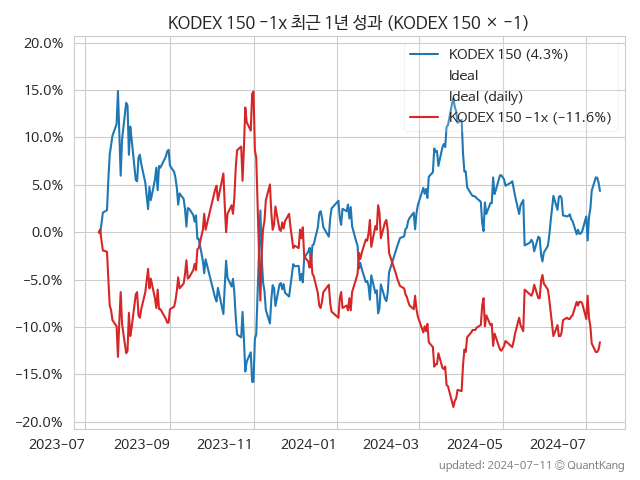 KODEX 150 -1x 최근 1년 성과 (KODEX 150 × -1)
20.0%
15.0%
10.0%
5.0%
0.0%
-5.0%
-10.0%
-15.0%
-20.0%
KODEX 150 (4.3%)
Ideal
Ideal (daily)
KODEX 150 -1x (-11.6%)
2023-07
2023-09
2023-11
2024-01
2024-03
2024-05
2024-07
updated: 2024-07-11 © QuantKang